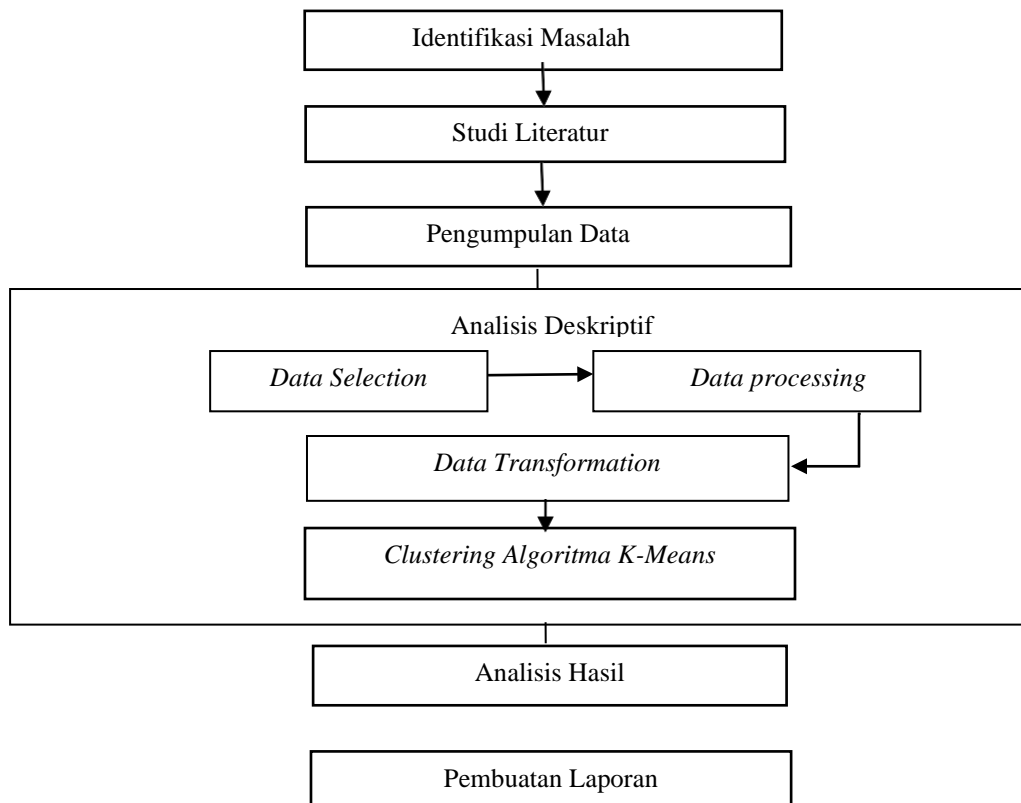 Identifikasi Masalah
Studi Literatur
Pengumpulan Data
Analisis Deskriptif
Data Selection
Data processing
Data Transformation
Clustering Algoritma K-Means
Analisis Hasil
Pembuatan Laporan